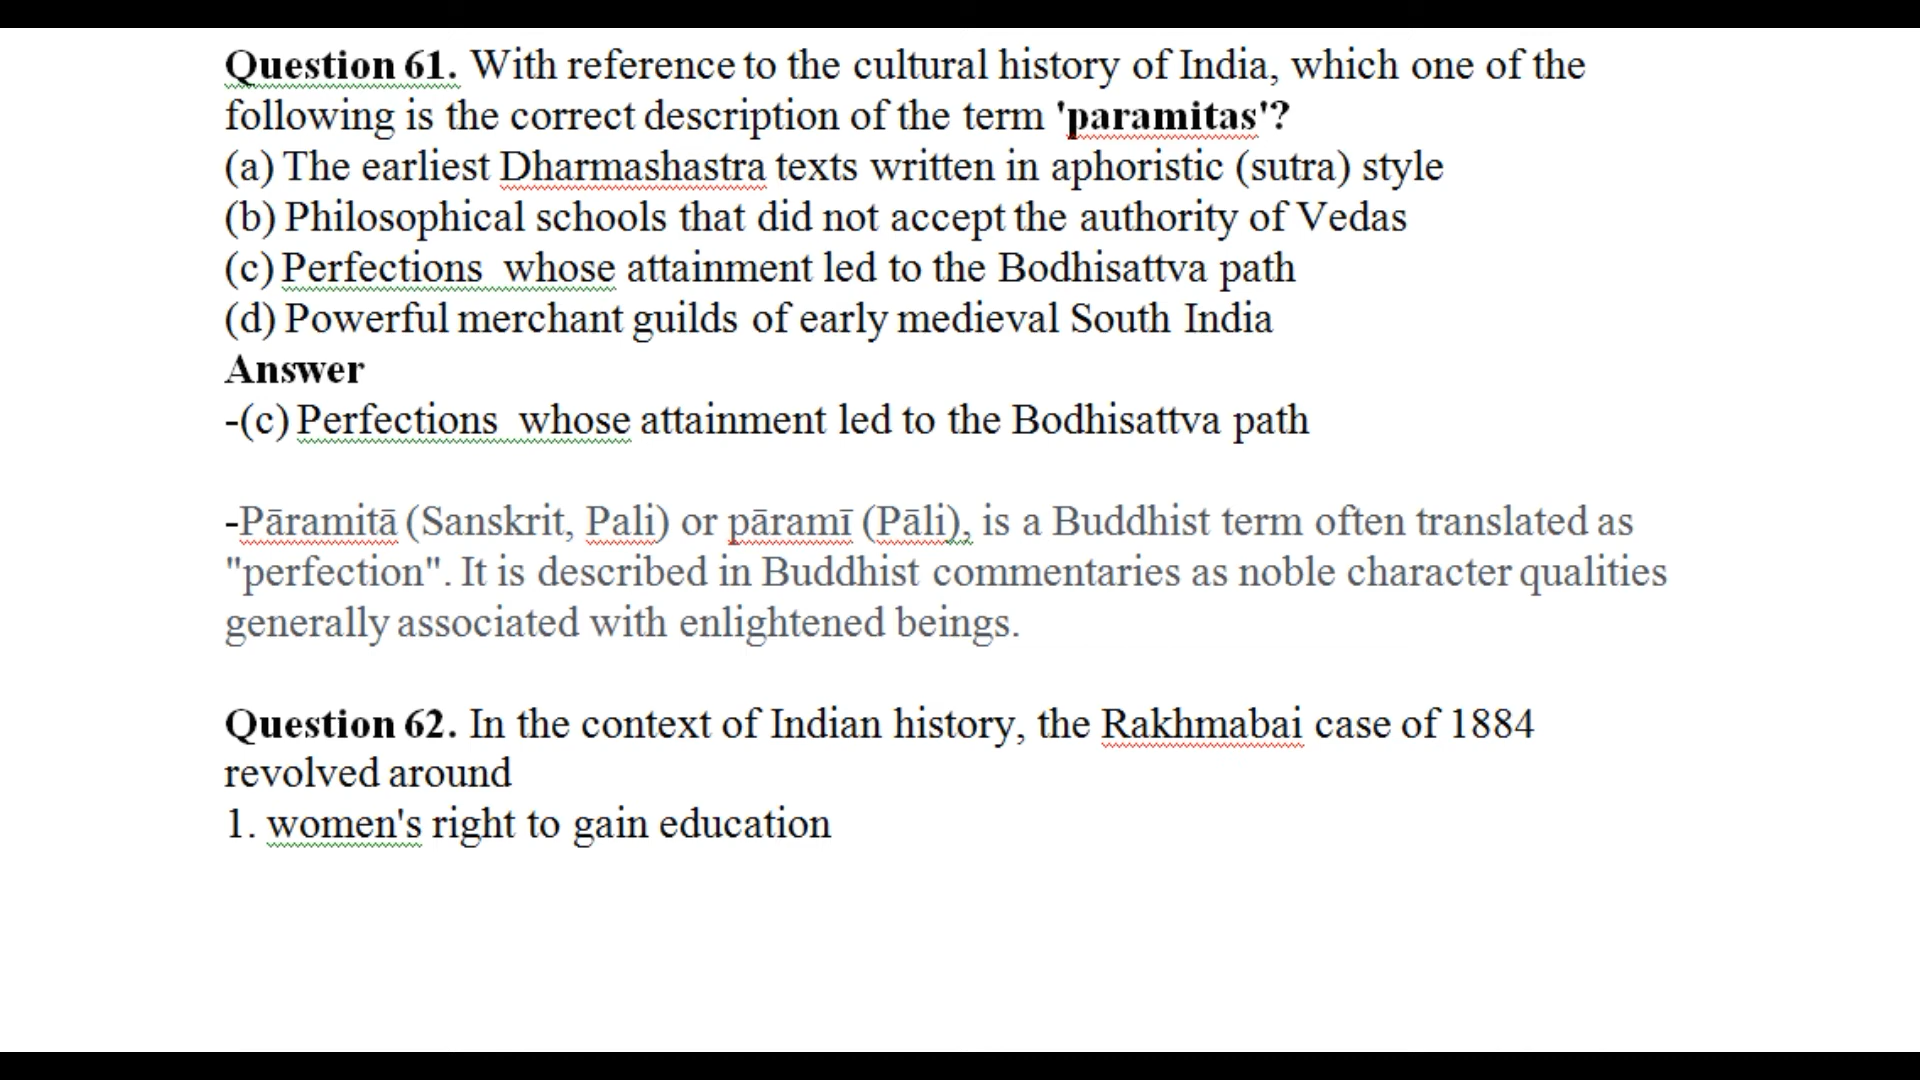 Question 61. With reference to the cultural history of India, which one of the
following is the correct description of the term 'paramitas'?
(a) The earliest Dharmashastra texts written in aphoristic (sutra) style
(b) Philosophical schools that did not accept the authority of Vedas
(c) Perfections  whose attainment led to the Bodhisattva path
(d) Powerful merchant guilds of early medieval South India
Answer
-(c) Perfections  whose attainment led to the Bodhisattva path
-Pāramitā (Sanskrit, Pali) or pāramī (Pāli), is a Buddhist term often translated as
"perfection". It is described in Buddhist commentaries as noble character qualities
generally associated with enlightened beings.
Question 62. In the context of Indian history, the Rakhmabai case of 1884
revolved around
1. women's right to gain education